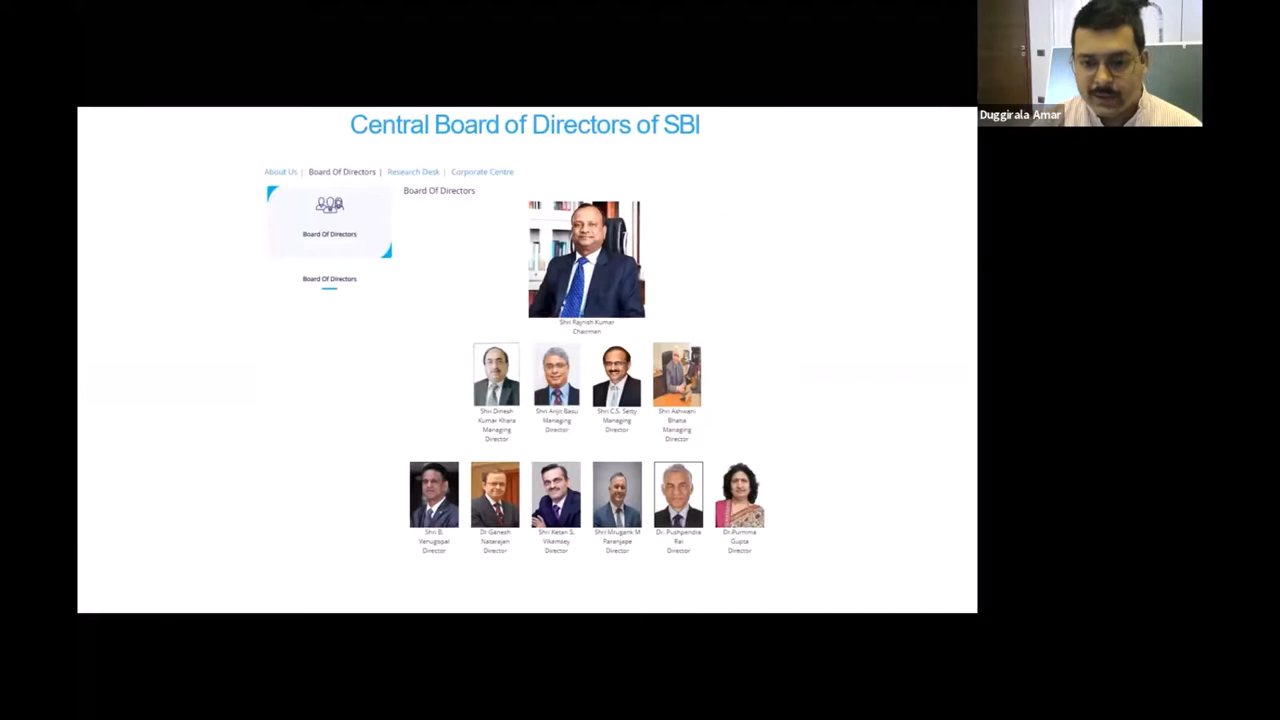 Central Board of Directors of SBI
About Us | Board Of Directors | Research Desk | Corporate Centre
Board Of Directors
Board Of Directors
Board Of Directors
Shri Rajnish Kumar
Chairman
Shri Dinesh
Kumar Khara
Managing
Director
Shri Arijit Basu
Managing
Director
Shri C.S. Setty
Managing
Director
Shri Ashwani
Bhatia
Managing
Director
Shri B.
Venugopal
Director
Dr Ganesh
Natarajan
Director
Shri Ketan S.
Vikamsey
Director
Shri Mrugank M
Paranjape
Director
Dr. Pushpendra
Rai
Director
Dr.Purnima
Gupta
Director
Duggirala Amar